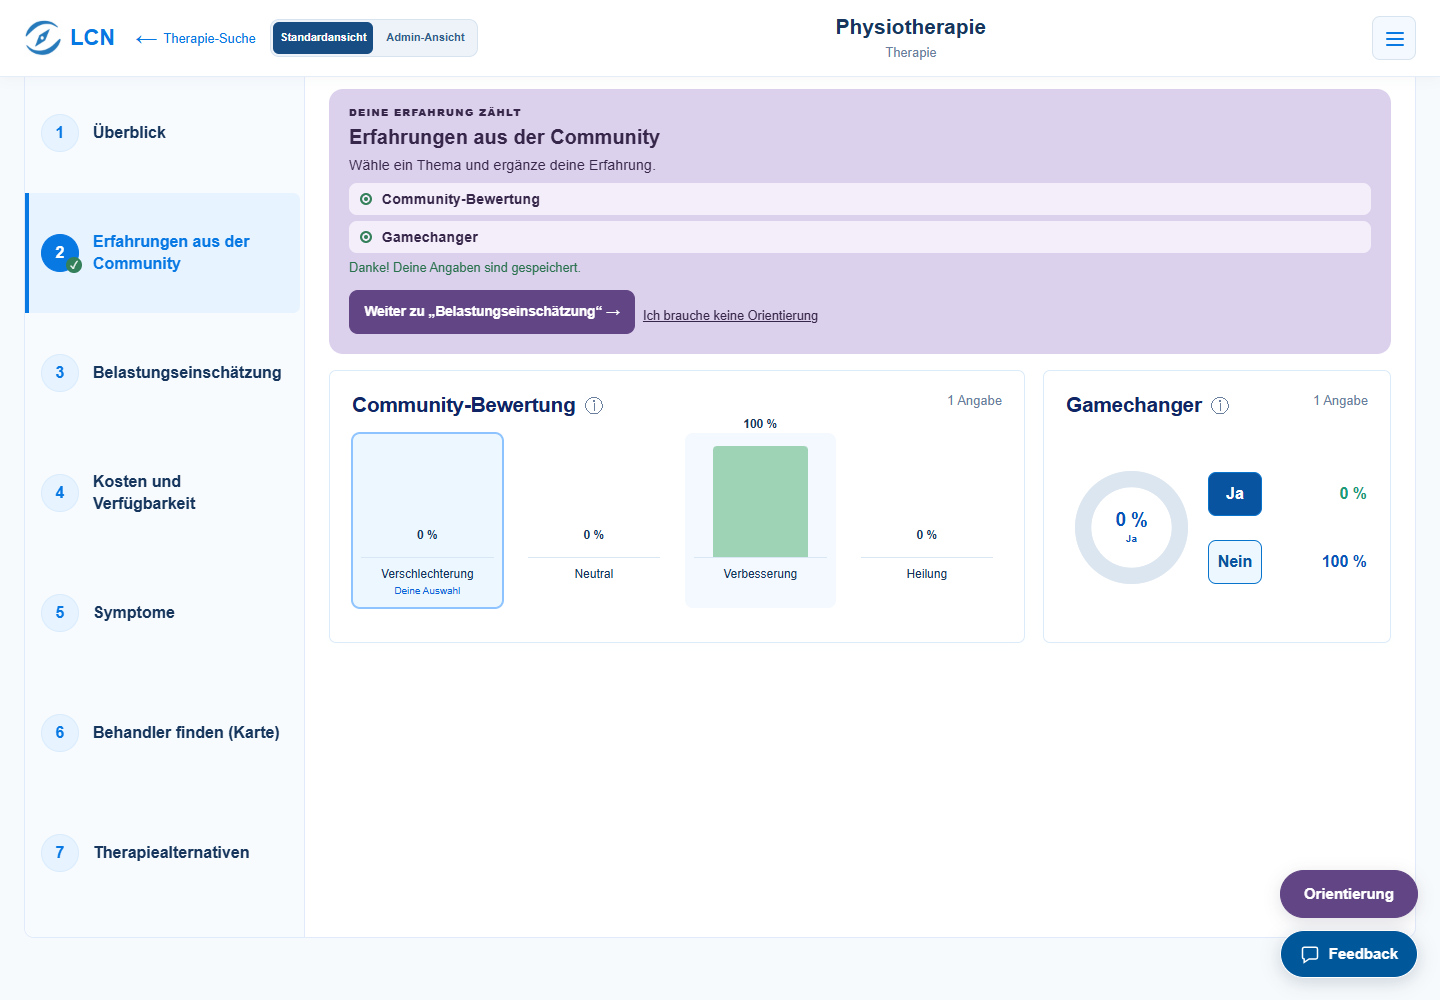 LCN
Therapie-Suche
Standardansicht
Admin-Ansicht
Physiotherapie
Therapie
1
Überblick
2
Erfahrungen aus der
Community
3
Belastungseinschätzung
4
Kosten und
Verfügbarkeit
5
Symptome
6
Behandler finden (Karte)
7
Therapiealternativen
DEINE ERFAHRUNG ZÄHLT
Erfahrungen aus der Community
Wähle ein Thema und ergänze deine Erfahrung.
Community-Bewertung
Gamechanger
Danke! Deine Angaben sind gespeichert.
Weiter zu „Belastungseinschätzung“ →
Ich brauche keine Orientierung
Community-Bewertung
1 Angabe
0 %
Verschlechterung
Deine Auswahl
0 %
Neutral
100 %
Verbesserung
0 %
Heilung
Gamechanger
1 Angabe
0 %
Ja
Ja
0 %
Nein
100 %
Orientierung
Feedback